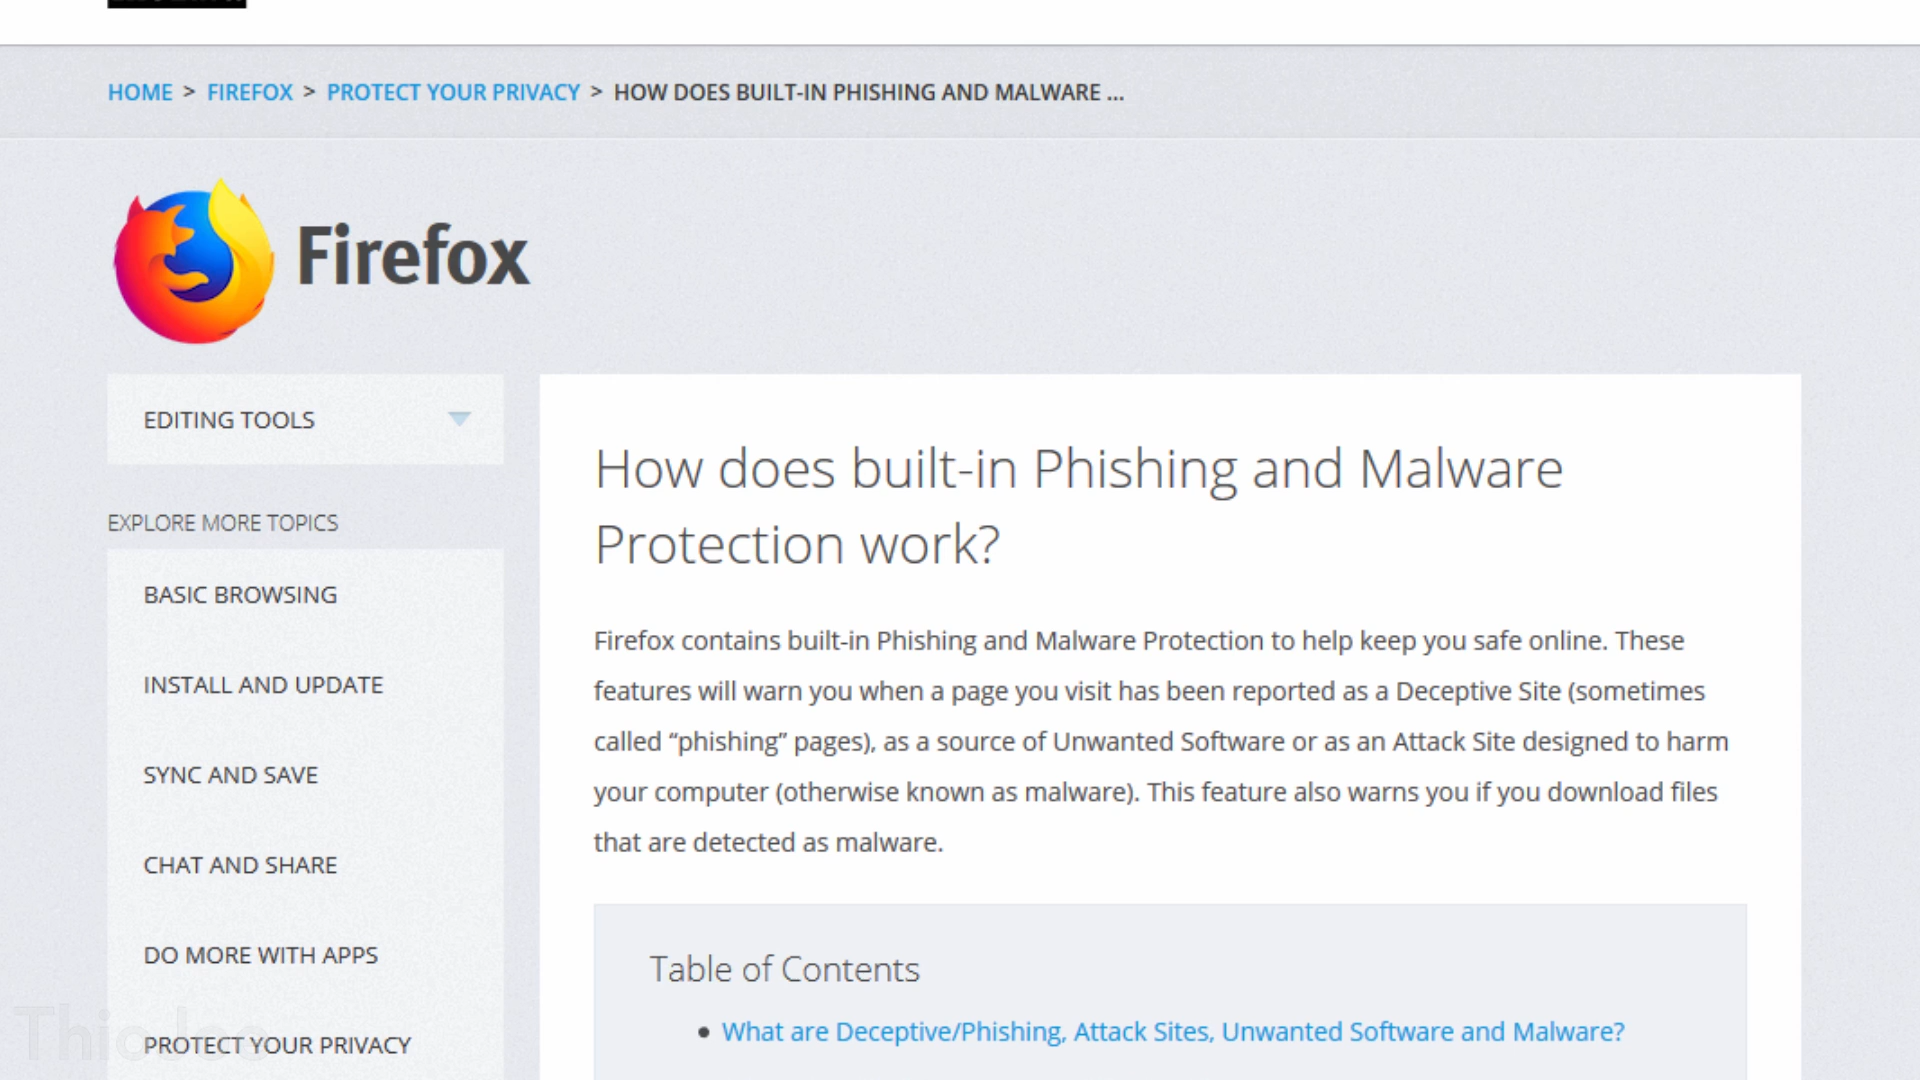 HOME > FIREFOX > PROTECT YOUR PRIVACY > HOW DOES BUILT-IN PHISHING AND MALWARE ...
Firefox
EDITING TOOLS
EXPLORE MORE TOPICS
BASIC BROWSING
INSTALL AND UPDATE
SYNC AND SAVE
CHAT AND SHARE
DO MORE WITH APPS
PROTECT YOUR PRIVACY
How does built-in Phishing and Malware
Protection work?
Firefox contains built-in Phishing and Malware Protection to help keep you safe online. These
features will warn you when a page you visit has been reported as a Deceptive Site (sometimes
called “phishing” pages), as a source of Unwanted Software or as an Attack Site designed to harm
your computer (otherwise known as malware). This feature also warns you if you download files
that are detected as malware.
Table of Contents
• What are Deceptive/Phishing, Attack Sites, Unwanted Software and Malware?
ThioJoe